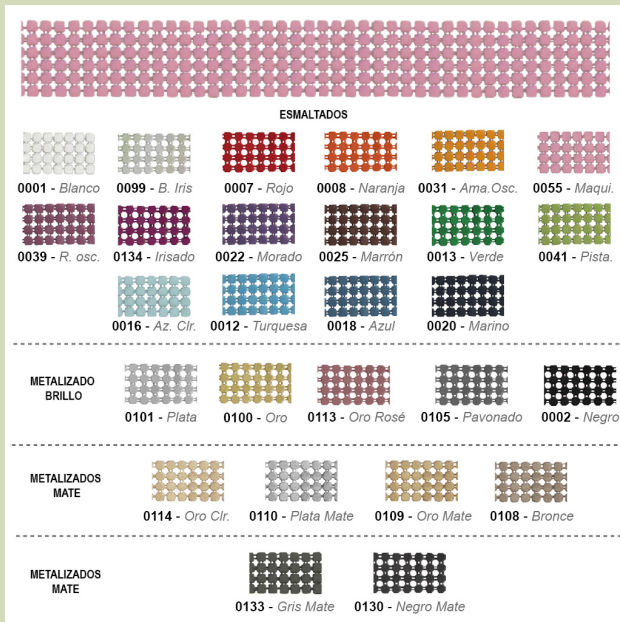 ESMALTADOS
0001 - Blanco 0099 - B. Iris 0007 - Rojo 0008 - Naranja 0031 - Ama.Osc. 0055 - Maqui.
0039 - R. osc. 0134 - Irisado 0022 - Morado 0025 - Marrón 0013 - Verde 0041 - Pista.
0016 - Az. Clr. 0012 - Turquesa 0018 - Azul 0020 - Marino
METALIZADO
BRILLO
0101 - Plata 0100 - Oro 0113 - Oro Rosé 0105 - Pavonado 0002 - Negro
METALIZADOS
MATE
0114 - Oro Clr. 0110 - Plata Mate 0109 - Oro Mate 0108 - Bronce
METALIZADOS
MATE
0133 - Gris Mate 0130 - Negro Mate